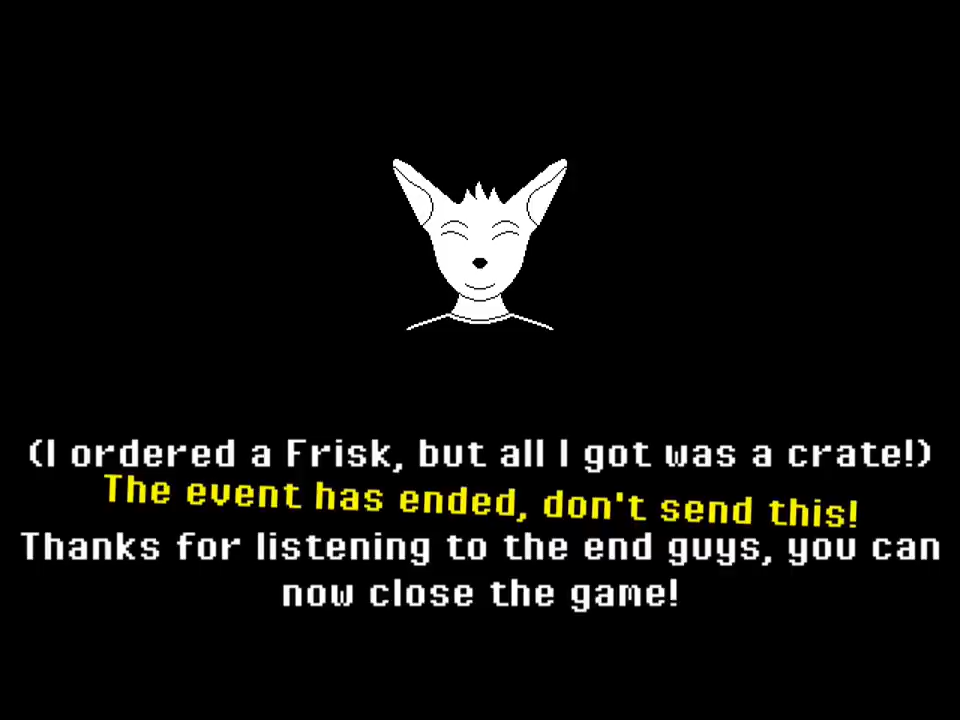 (I ordered a Frisk, but all I got was a crate!)
The event has ended, don't send this!
Thanks for listening to the end guys, you can
now close the game!